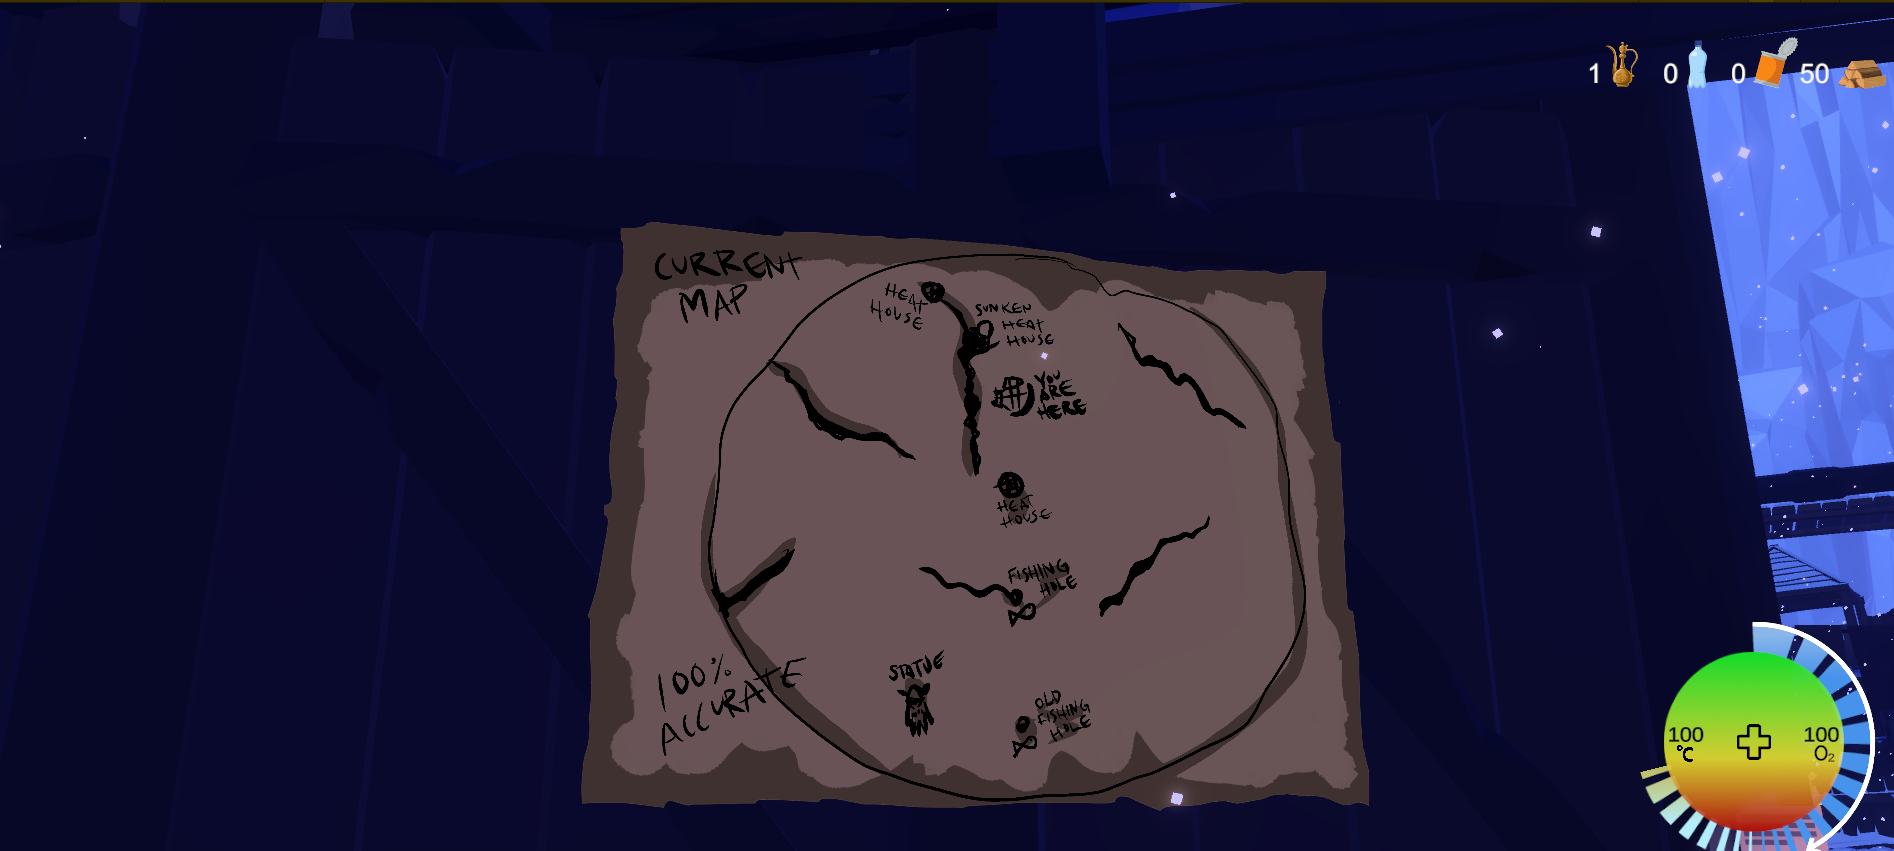 1 0 0 50
CURRENT
MAP
HEAT
HOUSE
SUNKEN
HEAT
HOUSE
YOU
ARE
HERE
HEAT
HOUSE
FISHING
HOLE
STATUE
OLD
FISHING
HOLE
100%
ACCURATE
100
°C
100
O₂